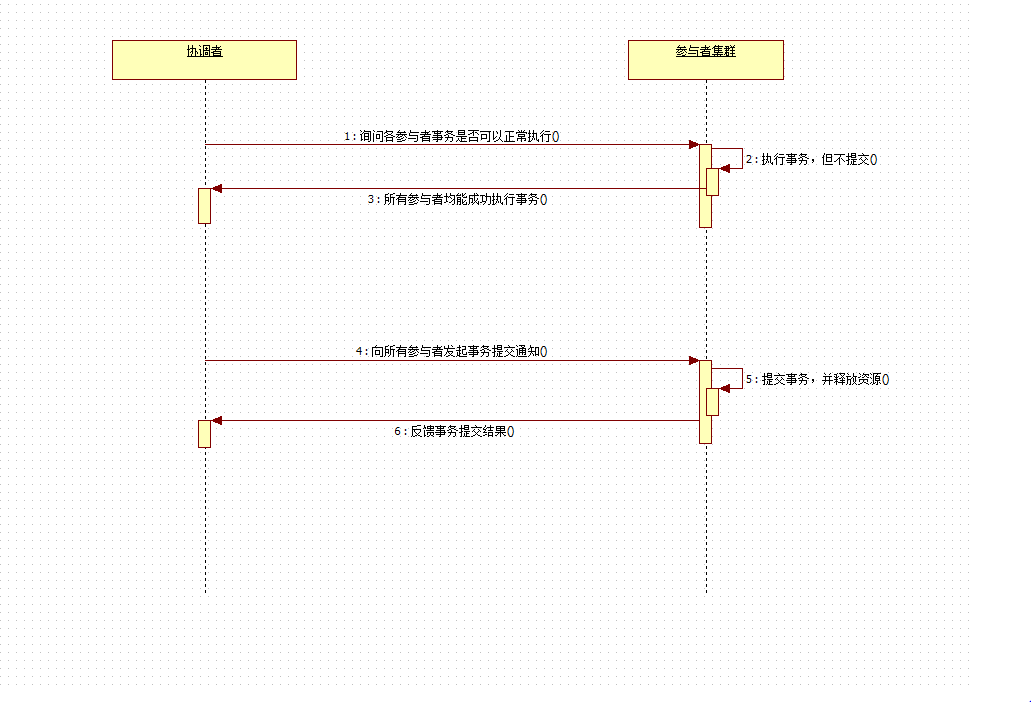 协调者
参与者集群
1：询问各参与者事务是否可以正常执行()
2：执行事务，但不提交()
3：所有参与者均能成功执行事务()
4：向所有参与者发起事务提交通知()
5：提交事务，并释放资源()
6：反馈事务提交结果()